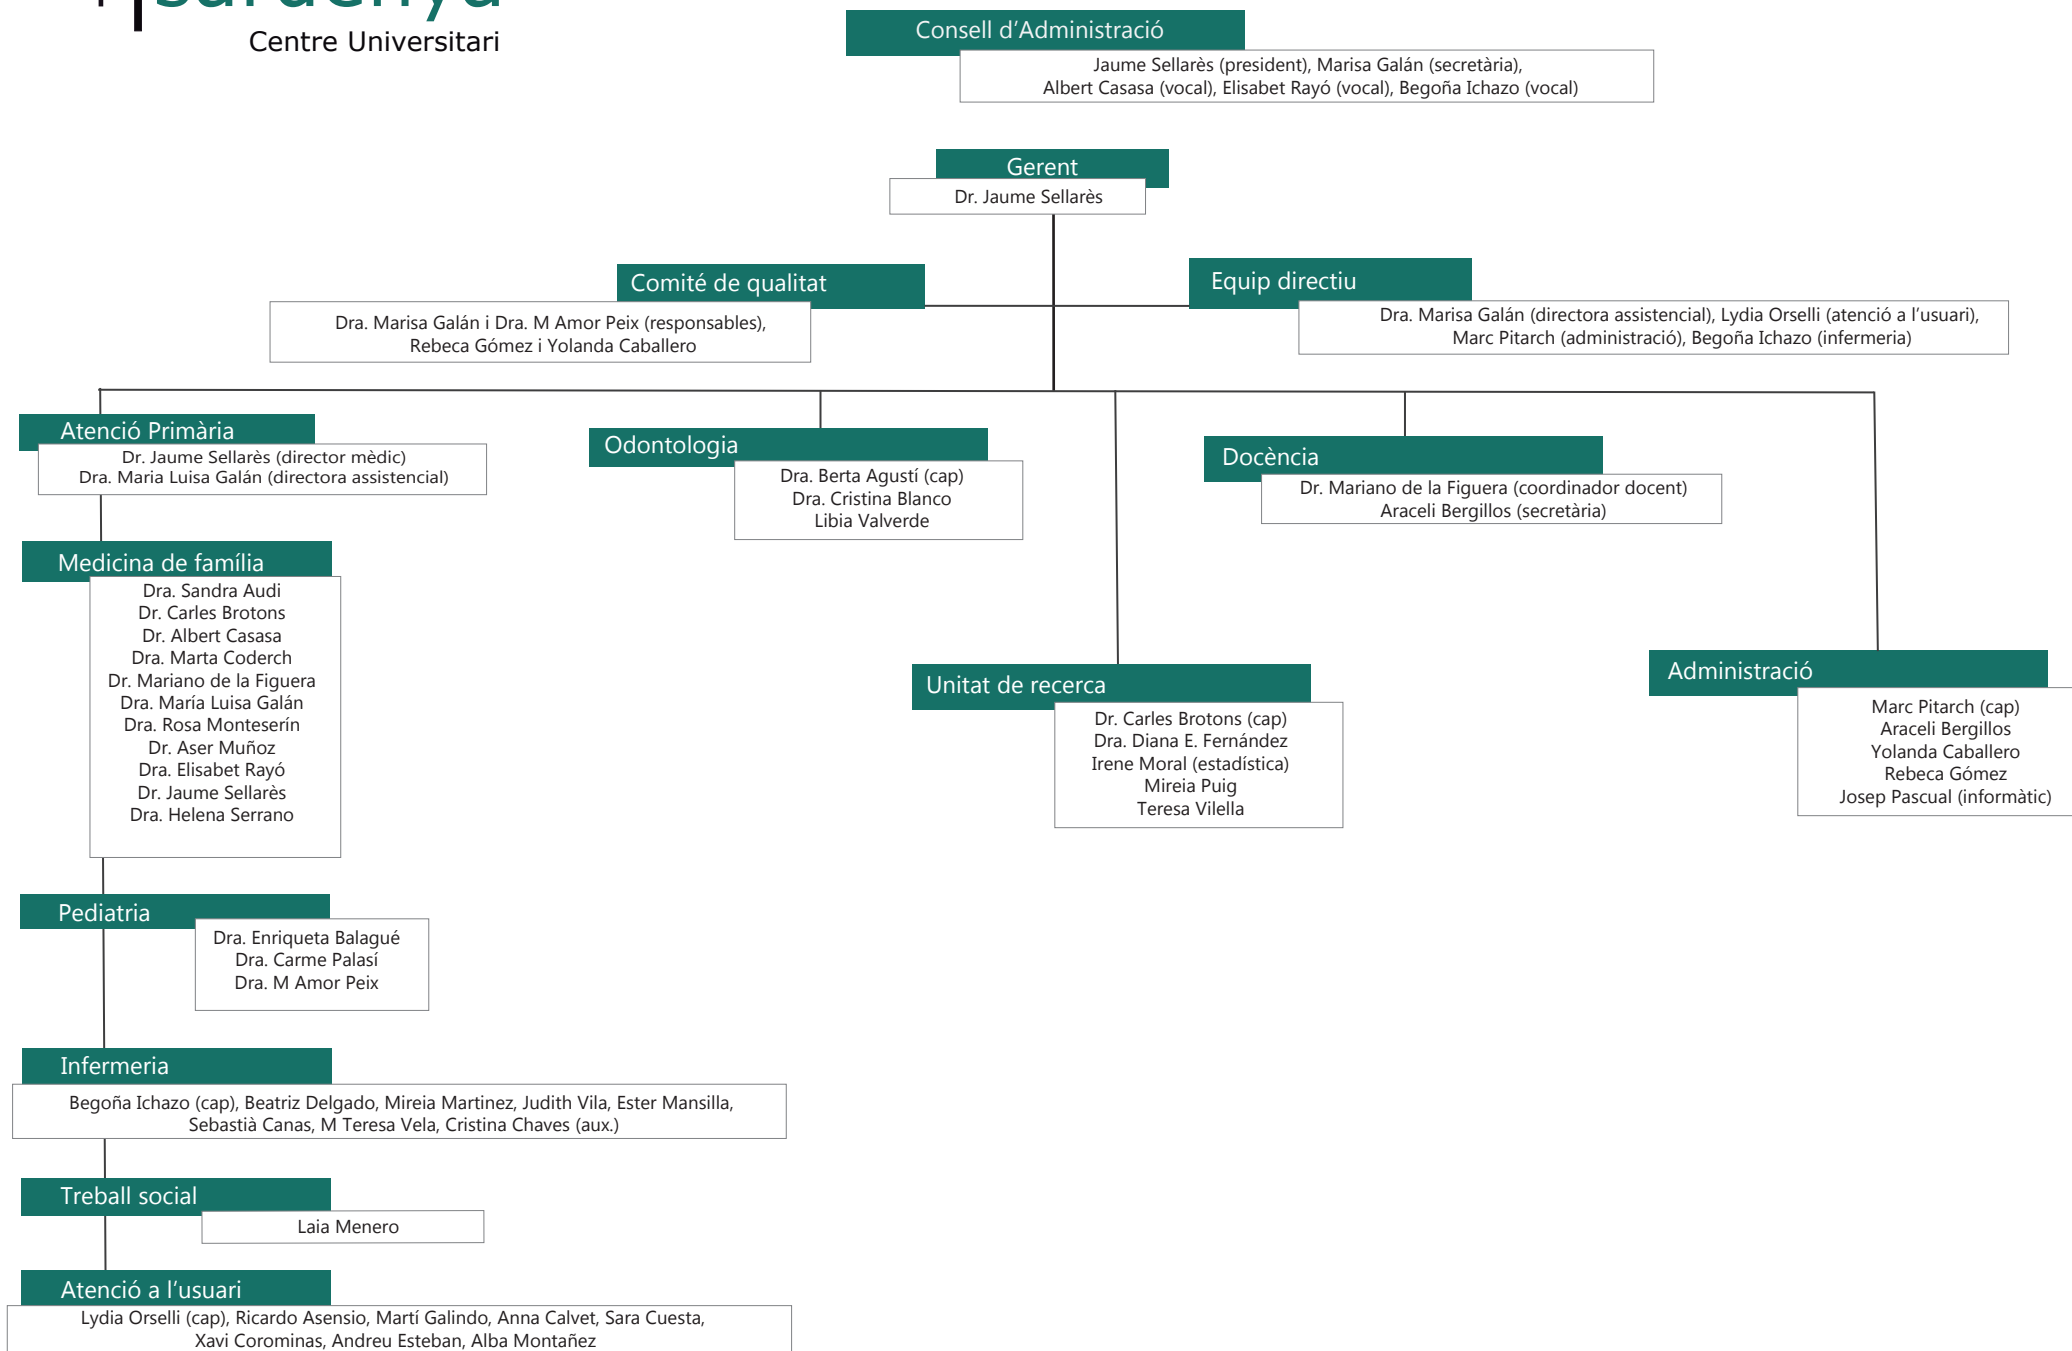 Centre Universitari
Consell d'Administració
Jaume Sellarès (president), Marisa Galán (secretària),
Albert Casasa (vocal), Elisabet Rayó (vocal), Begoña Ichazo (vocal)
Gerent
Dr. Jaume Sellarès
Comité de qualitat
Dra. Marisa Galán i Dra. M Amor Peix (responsables),
Rebeca Gómez i Yolanda Caballero
Equip directiu
Dra. Marisa Galán (directora assistencial), Lydia Orselli (atenció a l'usuari),
Marc Pitarch (administració), Begoña Ichazo (infermeria)
Atenció Primària
Dr. Jaume Sellarès (director mèdic)
Dra. Maria Luisa Galán (directora assistencial)
Odontologia
Dra. Berta Agustí (cap)
Dra. Cristina Blanco
Libia Valverde
Docència
Dr. Mariano de la Figuera (coordinador docent)
Araceli Bergillos (secretària)
Medicina de família
Dra. Sandra Audi
Dr. Carles Brotons
Dr. Albert Casasa
Dra. Marta Coderch
Dr. Mariano de la Figuera
Dra. María Luisa Galán
Dra. Rosa Monteserín
Dr. Aser Muñoz
Dra. Elisabet Rayó
Dr. Jaume Sellarès
Dra. Helena Serrano
Unitat de recerca
Dr. Carles Brotons (cap)
Dra. Diana E. Fernández
Irene Moral (estadística)
Mireia Puig
Teresa Vilella
Administració
Marc Pitarch (cap)
Araceli Bergillos
Yolanda Caballero
Rebeca Gómez
Josep Pascual (informàtic)
Pediatria
Dra. Enriqueta Balagué
Dra. Carme Palasí
Dra. M Amor Peix
Infermeria
Begoña Ichazo (cap), Beatriz Delgado, Mireia Martinez, Judith Vila, Ester Mansilla,
Sebastià Canas, M Teresa Vela, Cristina Chaves (aux.)
Treball social
Laia Menero
Atenció a l'usuari
Lydia Orselli (cap), Ricardo Asensio, Martí Galindo, Anna Calvet, Sara Cuesta,
Xavi Corominas, Andreu Esteban, Alba Montañez